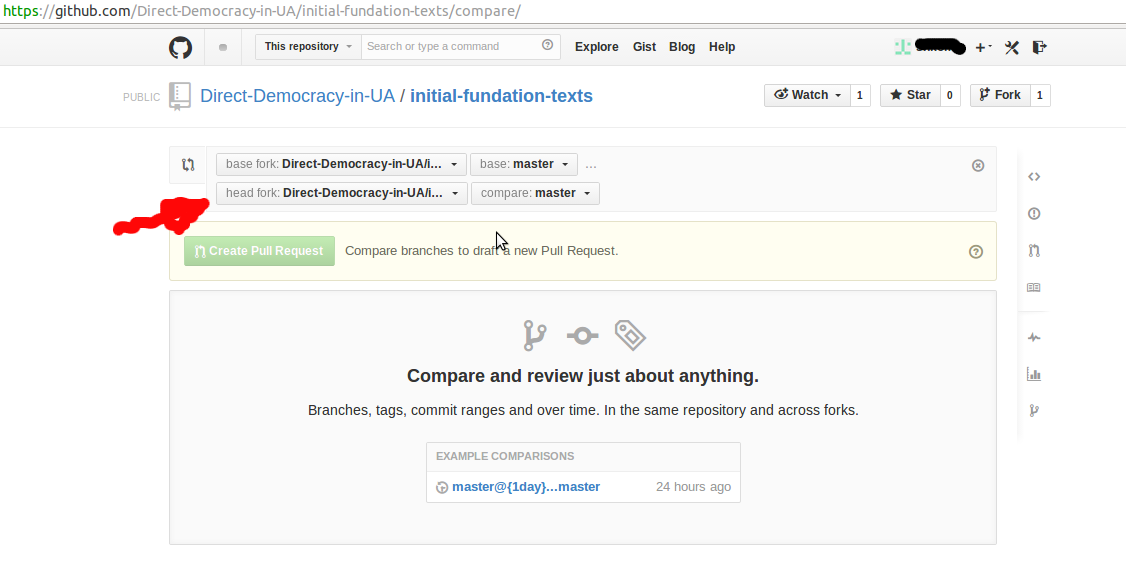 https://github.com/Direct-Democracy-in-UA/initial-fundation-texts/compare/
This repository Search or type a command Explore Gist Blog Help
PUBLIC Direct-Democracy-in-UA / initial-fundation-texts Watch 1 Star 0 Fork 1
base fork: Direct-Democracy-in-UA/i... base: master ...
head fork: Direct-Democracy-in-UA/i... compare: master
Create Pull Request Compare branches to draft a new Pull Request.
Compare and review just about anything.
Branches, tags, commit ranges and over time. In the same repository and across forks.
EXAMPLE COMPARISONS
master@{1day}...master 24 hours ago